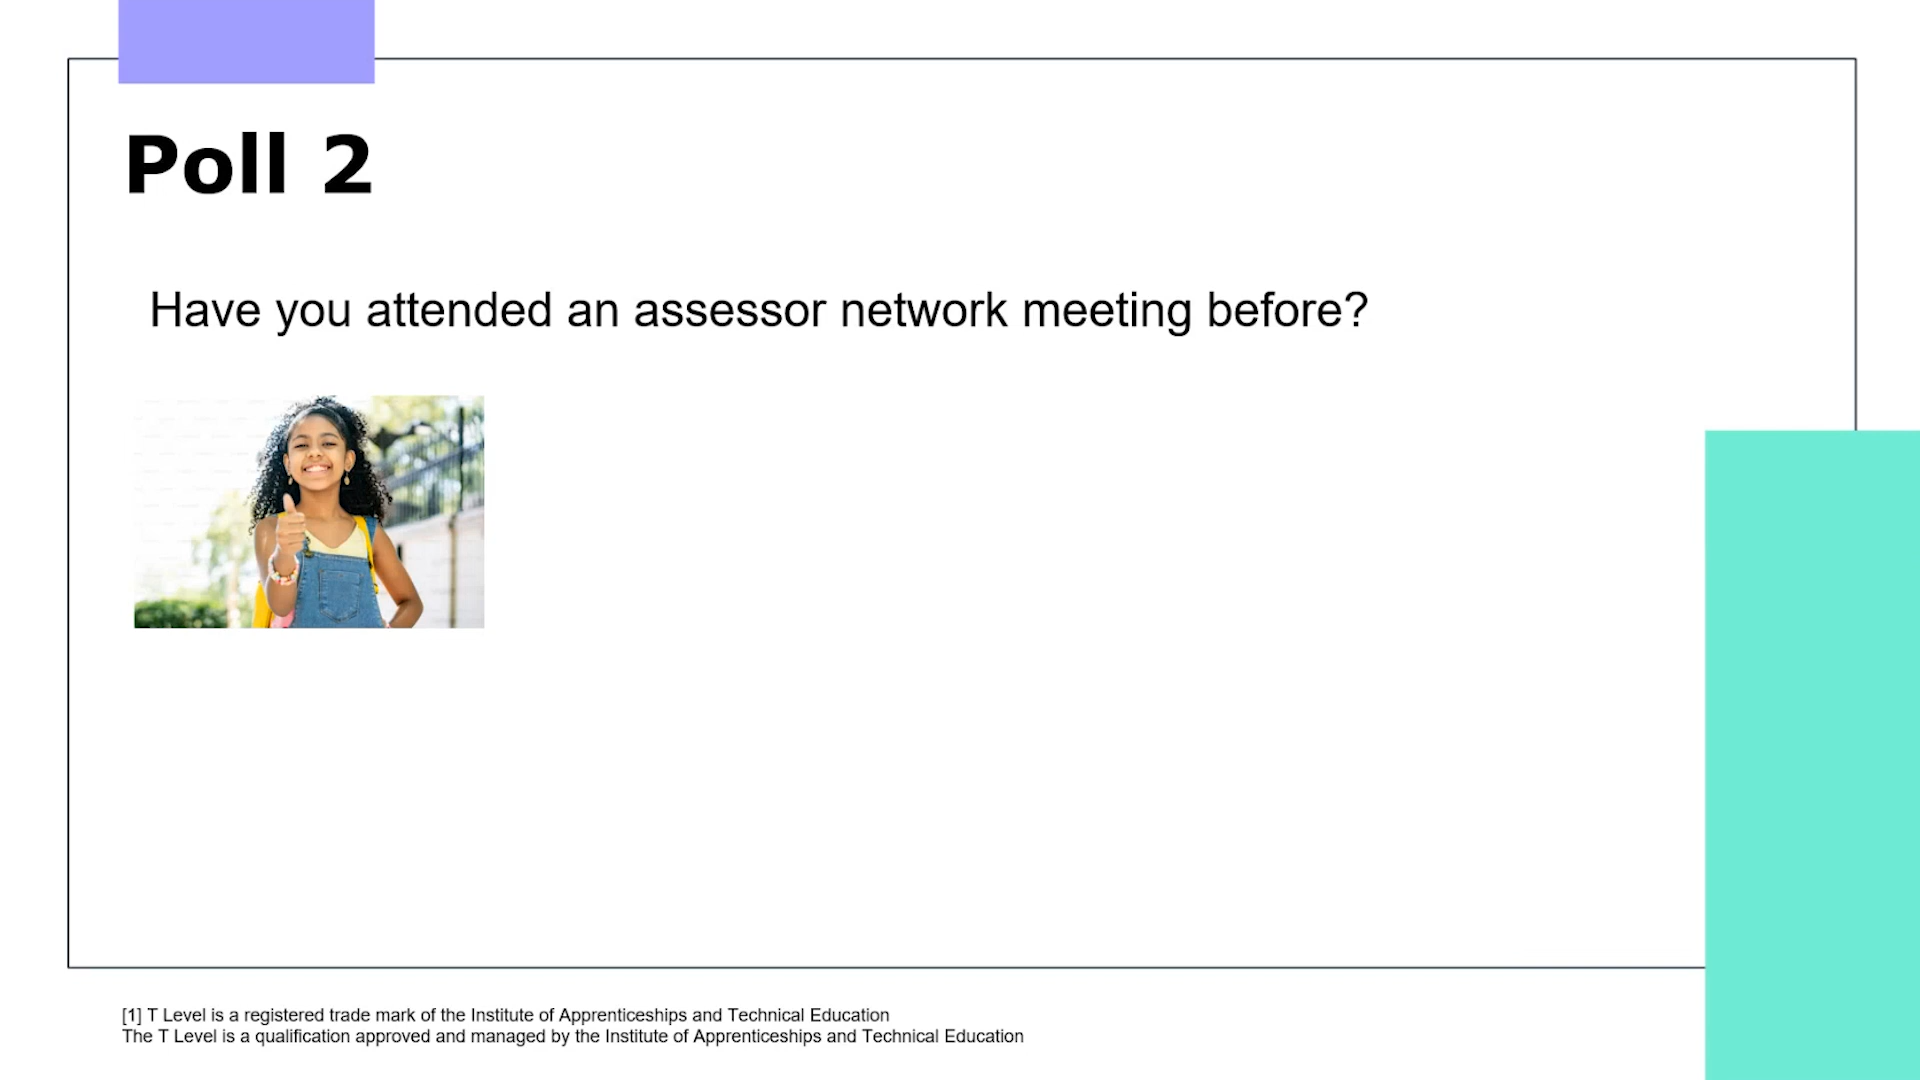 Poll 2
Have you attended an assessor network meeting before?
[1] T Level is a registered trade mark of the Institute of Apprenticeships and Technical Education
The T Level is a qualification approved and managed by the Institute of Apprenticeships and Technical Education